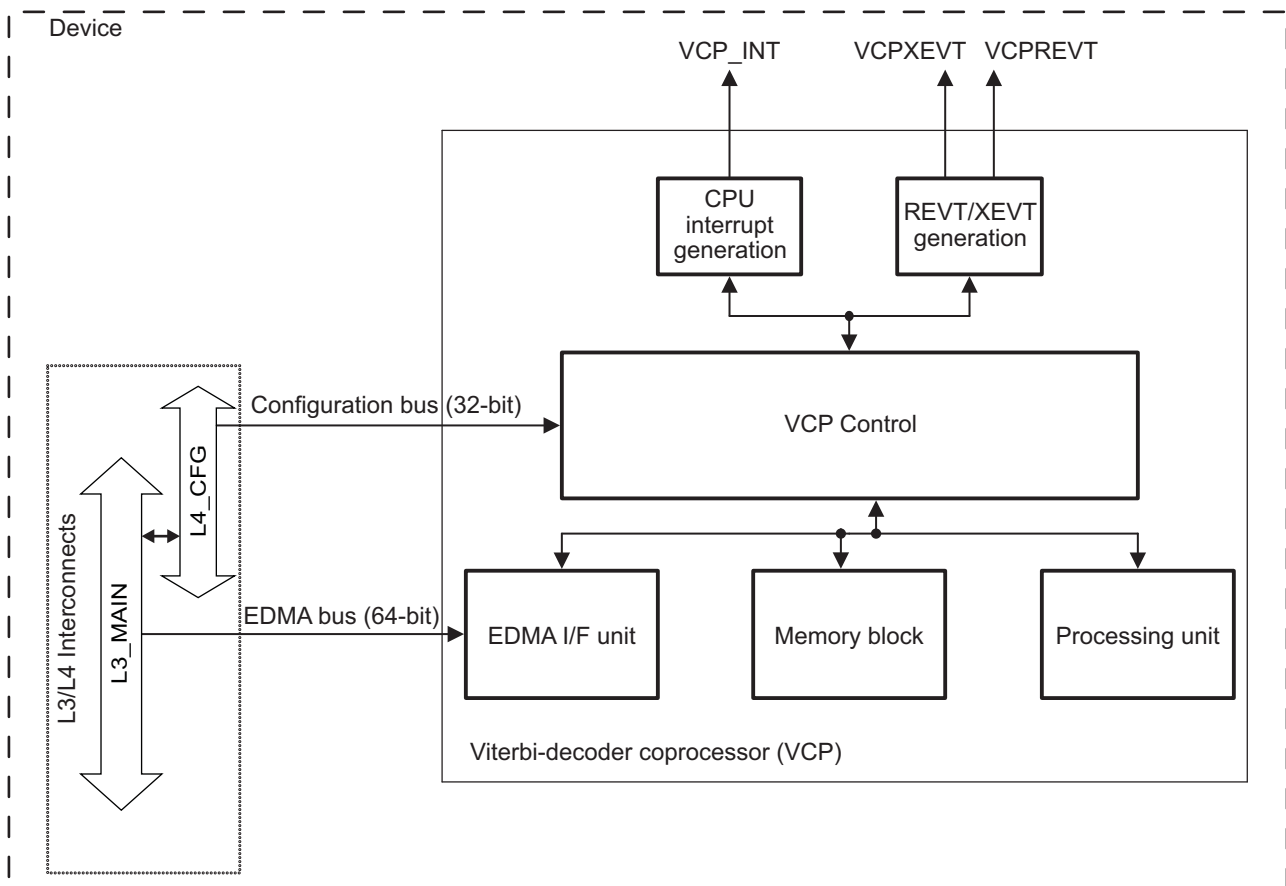 Device
VCP_INT
VCPXEVT
VCPREVT
CPU
interrupt
generation
REVT/XEVT
generation
Configuration bus (32-bit)
VCP Control
L4_CFG
L3_MAIN
L3/L4 Interconnects
EDMA bus (64-bit)
EDMA I/F unit
Memory block
Processing unit
Viterbi-decoder coprocessor (VCP)